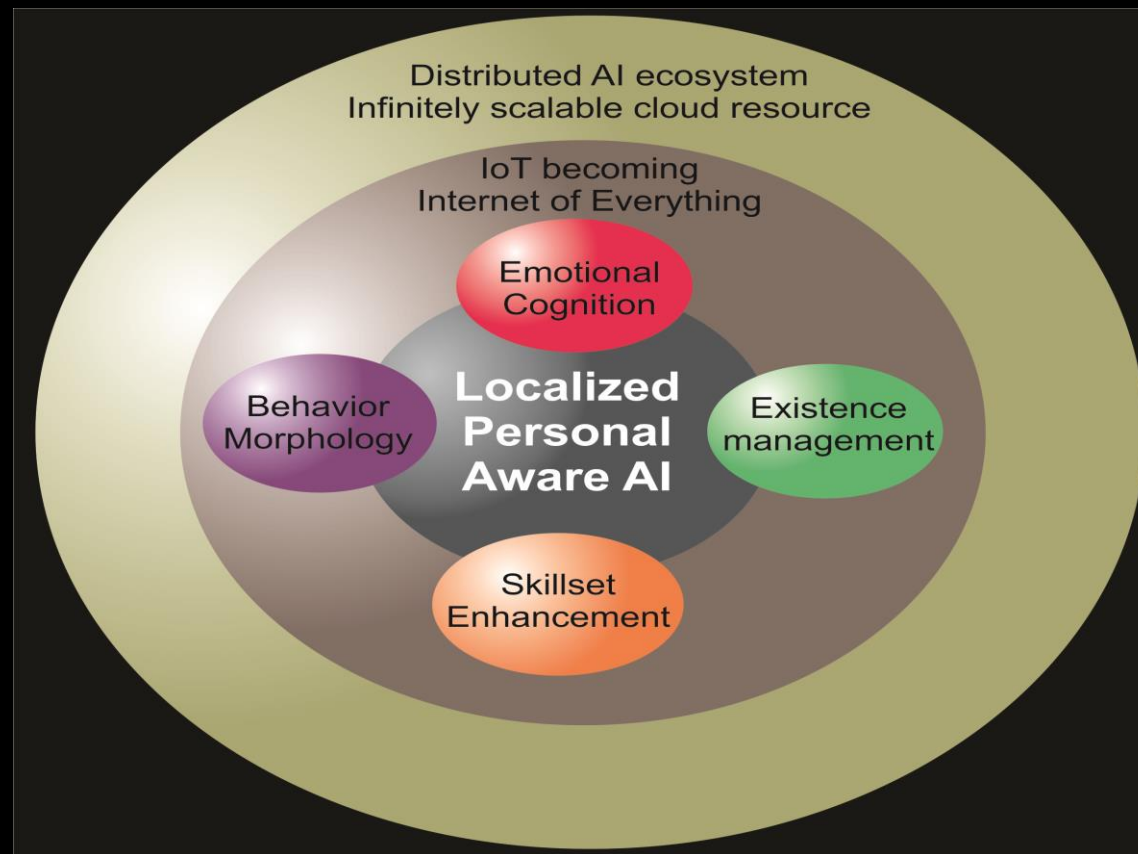 Distributed AI ecosystem
Infinitely scalable cloud resource
IoT becoming
Internet of Everything
Emotional
Cognition
Behavior
Morphology
Localized
Personal
Aware AI
Existence
management
Skillset
Enhancement